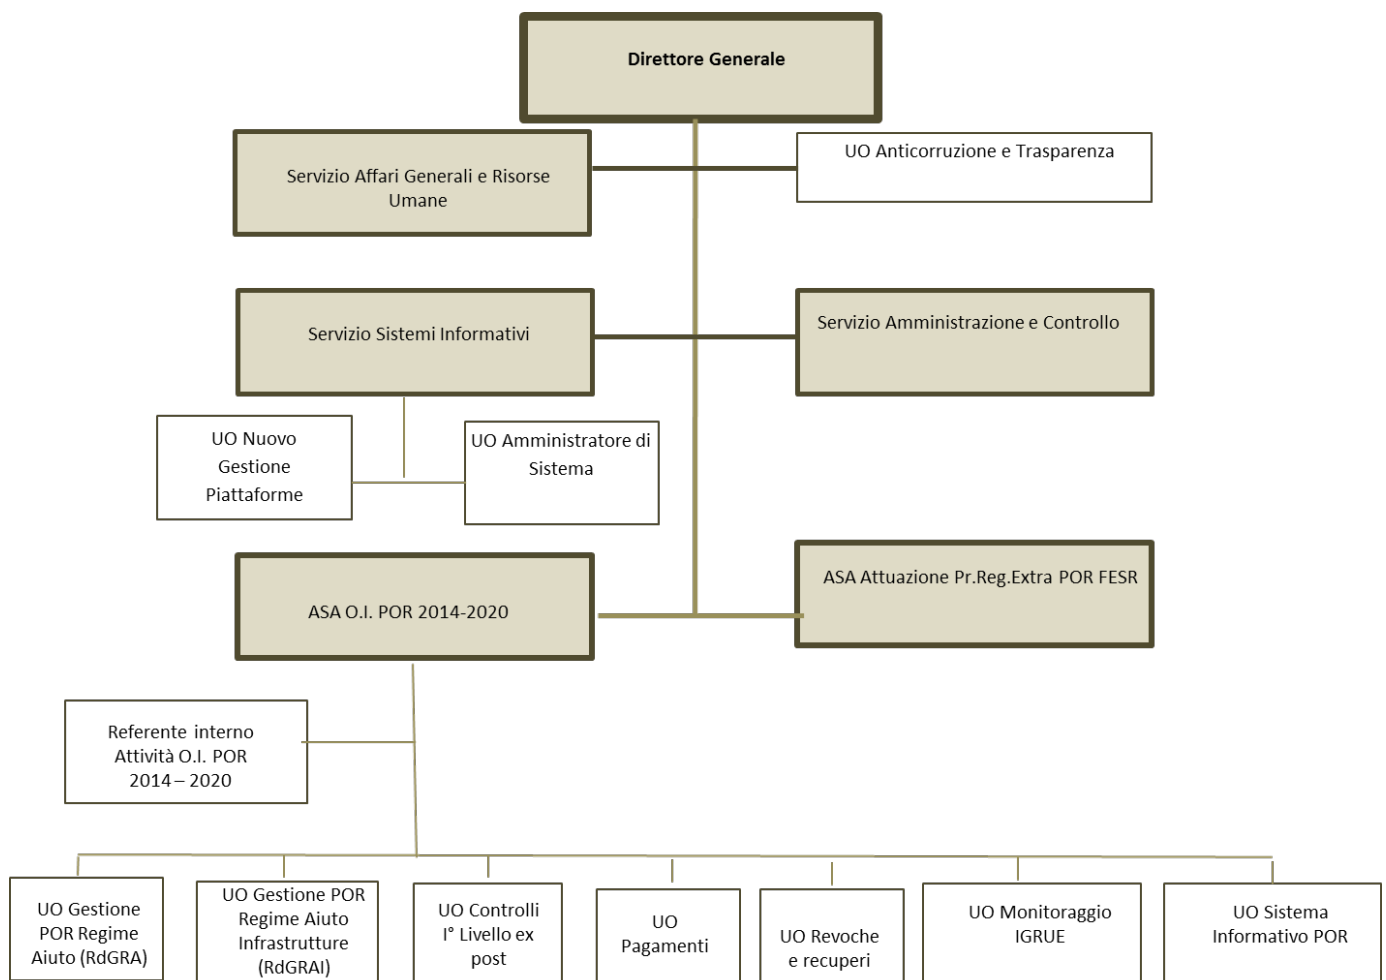 Direttore Generale
Servizio Affari Generali e Risorse
Umane
UO Anticorruzione e Trasparenza
Servizio Sistemi Informativi
Servizio Amministrazione e Controllo
UO Nuovo
Gestione
Piattaforme
UO Amministratore di
Sistema
ASA O.I. POR 2014-2020
ASA Attuazione Pr.Reg.Extra POR FESR
Referente interno
Attività O.I. POR
2014 – 2020
UO Gestione
POR Regime
Aiuto (RdGRA)
UO Gestione POR
Regime Aiuto
Infrastrutture
(RdGRAI)
UO Controlli
I° Livello ex
post
UO
Pagamenti
UO Revoche
e recuperi
UO Monitoraggio
IGRUE
UO Sistema
Informativo POR